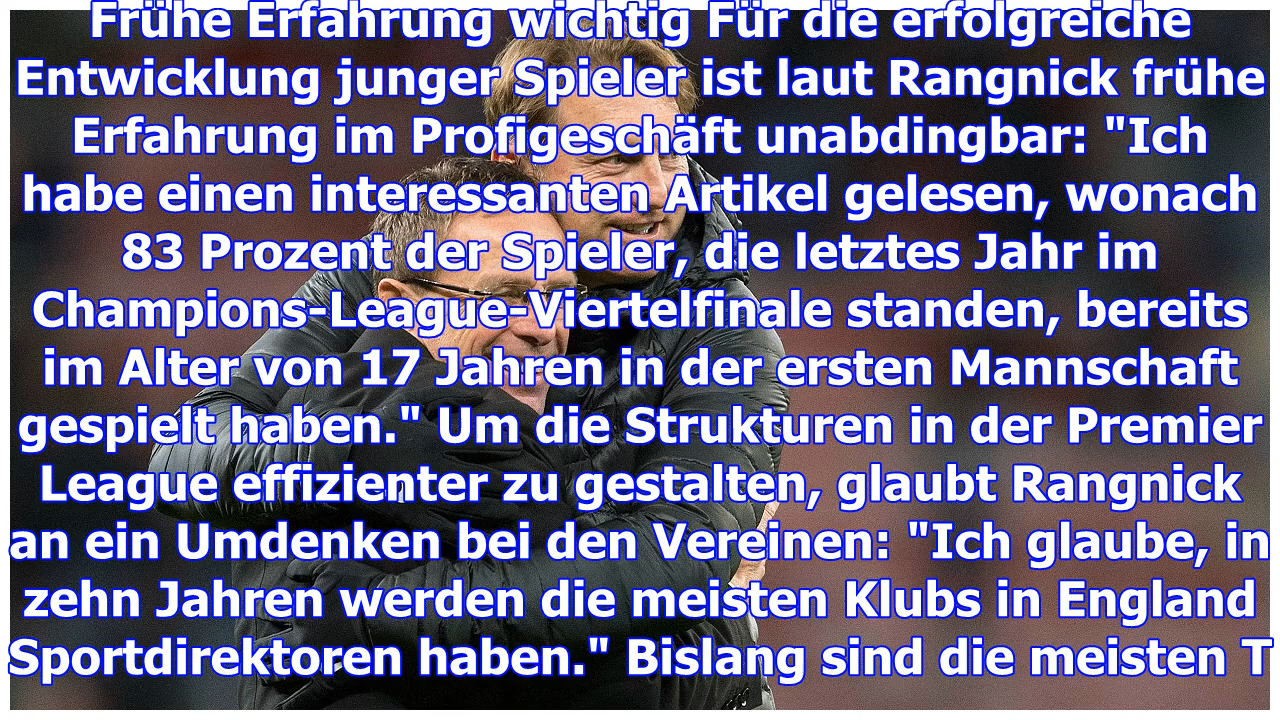 Frühe Erfahrung wichtig Für die erfolgreiche
Entwicklung junger Spieler ist laut Rangnick frühe
Erfahrung im Profigeschäft unabdingbar: "Ich
habe einen interessanten Artikel gelesen, wonach
83 Prozent der Spieler, die letztes Jahr im
Champions-League-Viertelfinale standen, bereits
im Alter von 17 Jahren in der ersten Mannschaft
gespielt haben." Um die Strukturen in der Premier
League effizienter zu gestalten, glaubt Rangnick
an ein Umdenken bei den Vereinen: "Ich glaube, in
zehn Jahren werden die meisten Klubs in England
Sportdirektoren haben." Bislang sind die meisten T